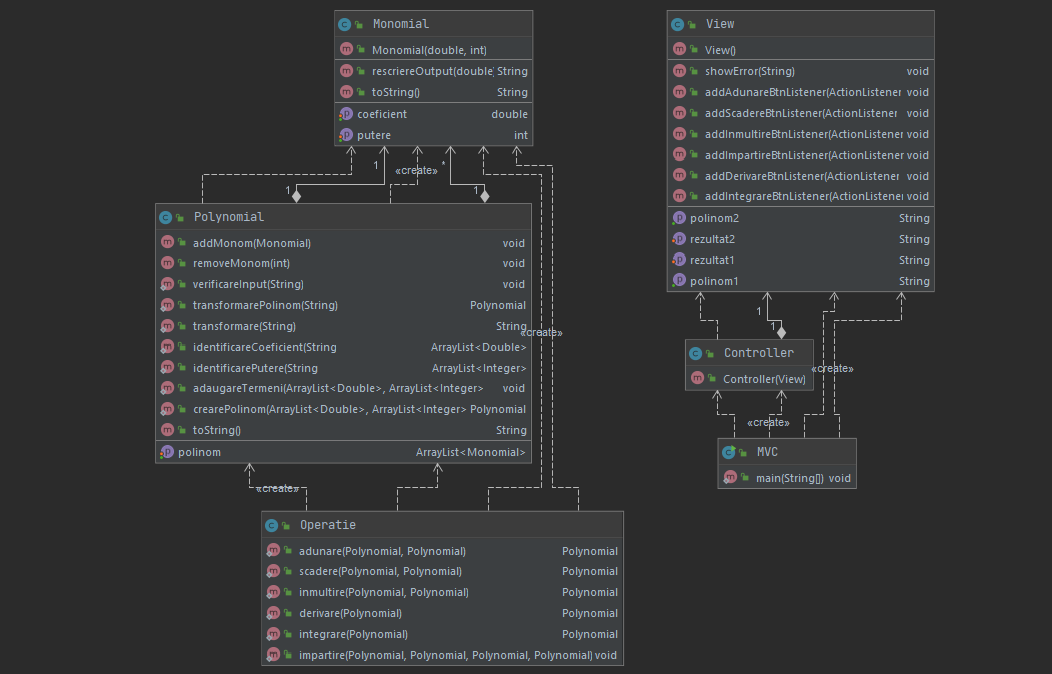 Monomial
Monomial(double, int)
rescriereOutput(double) String
toString() String
coeficient double
putere int
1
«create»
*
1
1
Polynomial
addMonom(Monomial) void
removeMonom(int) void
verificareInput(String) void
transformarePolinom(String) Polynomial
transformare(String) String
identificareCoeficient(String ArrayList<Double>
identificarePutere(String ArrayList<Integer>
adaugareTermeni(ArrayList<Double>, ArrayList<Integer> void
crearePolinom(ArrayList<Double>, ArrayList<Integer> Polynomial
toString() String
polinom ArrayList<Monomial>
«create»
«create»
Operatie
adunare(Polynomial, Polynomial) Polynomial
scadere(Polynomial, Polynomial) Polynomial
inmultire(Polynomial, Polynomial) Polynomial
derivare(Polynomial) Polynomial
integrare(Polynomial) Polynomial
impartire(Polynomial, Polynomial, Polynomial, Polynomial) void
View
View()
showError(String) void
addAdunareBtnListener(ActionListener void
addScadereBtnListener(ActionListener void
addInmultireBtnListener(ActionListener void
addImpartireBtnListener(ActionListener void
addDerivareBtnListener(ActionListener void
addIntegrareBtnListener(ActionListener void
polinom2 String
rezultat2 String
rezultat1 String
polinom1 String
1
1
Controller
Controller(View)
«create»
«create»
MVC
main(String[]) void